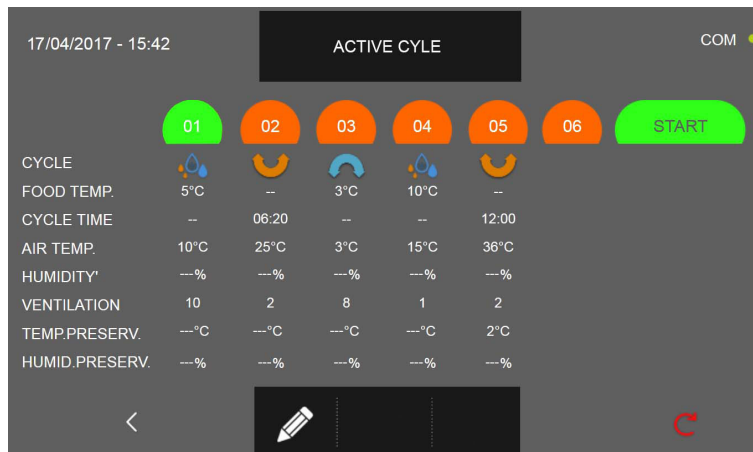 17/04/2017 - 15:42 ACTIVE CYLE COM
01 02 03 04 05 06 START
CYCLE
FOOD TEMP. 5°C -- 3°C 10°C --
CYCLE TIME -- 06:20 -- -- 12:00
AIR TEMP. 10°C 25°C 3°C 15°C 36°C
HUMIDITY' ---% ---% ---% ---% ---%
VENTILATION 10 2 8 1 2
TEMP.PRESERV. ---°C ---°C ---°C ---°C 2°C
HUMID.PRESERV. ---% ---% ---% ---% ---%